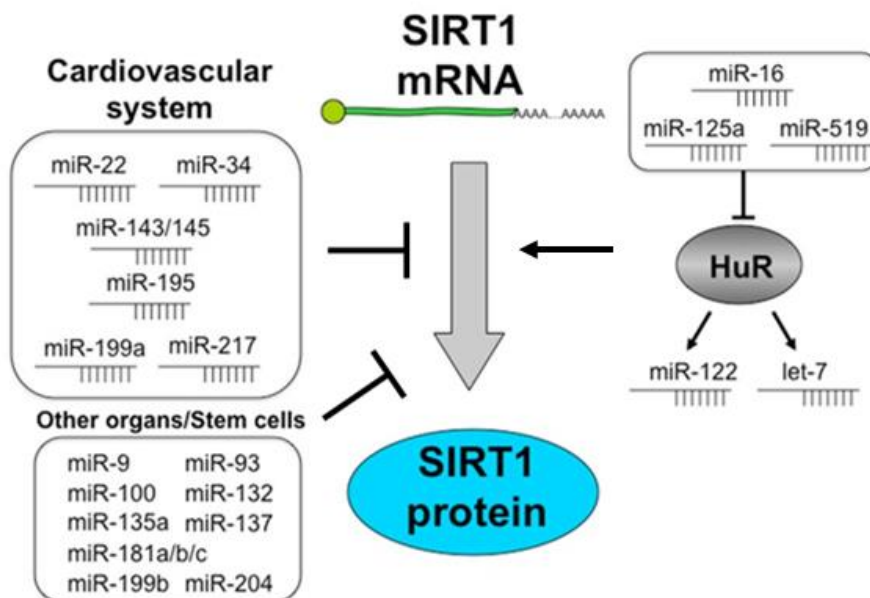 SIRT1
mRNA
AAAA...AAAAA
Cardiovascular
system
miR-22 miR-34
miR-143/145
miR-195
miR-199a miR-217
Other organs/Stem cells
miR-9 miR-93
miR-100 miR-132
miR-135a miR-137
miR-181a/b/c
miR-199b miR-204
SIRT1
protein
miR-16
miR-125a miR-519
HuR
miR-122 let-7